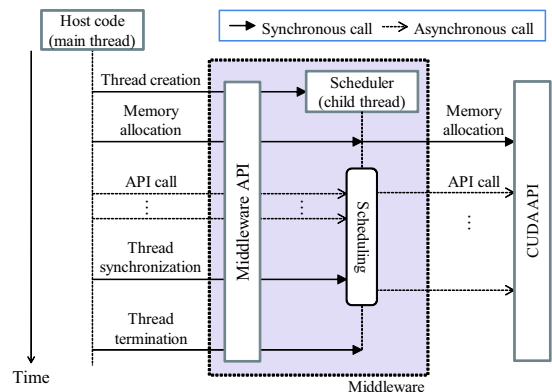 Host code
(main thread)
Synchronous call
Asynchronous call
Thread creation
Scheduler
(child thread)
Memory
allocation
Memory
allocation
API call
API call
⋮
⋮
⋮
Middleware API
Scheduling
CUDA API
Thread
synchronization
Thread
termination
Time
Middleware